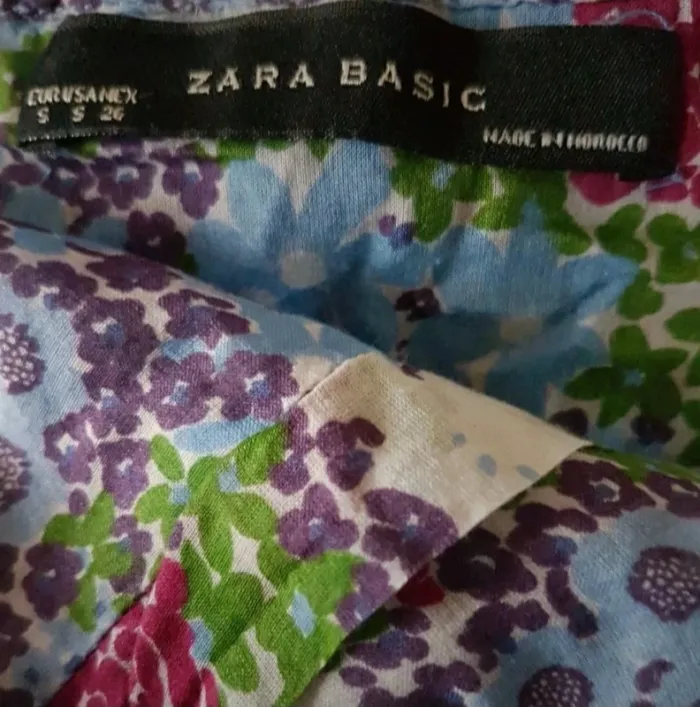 ZARA BASIC
EUR USA MEX
S S 26
MADE IN MOROCCO